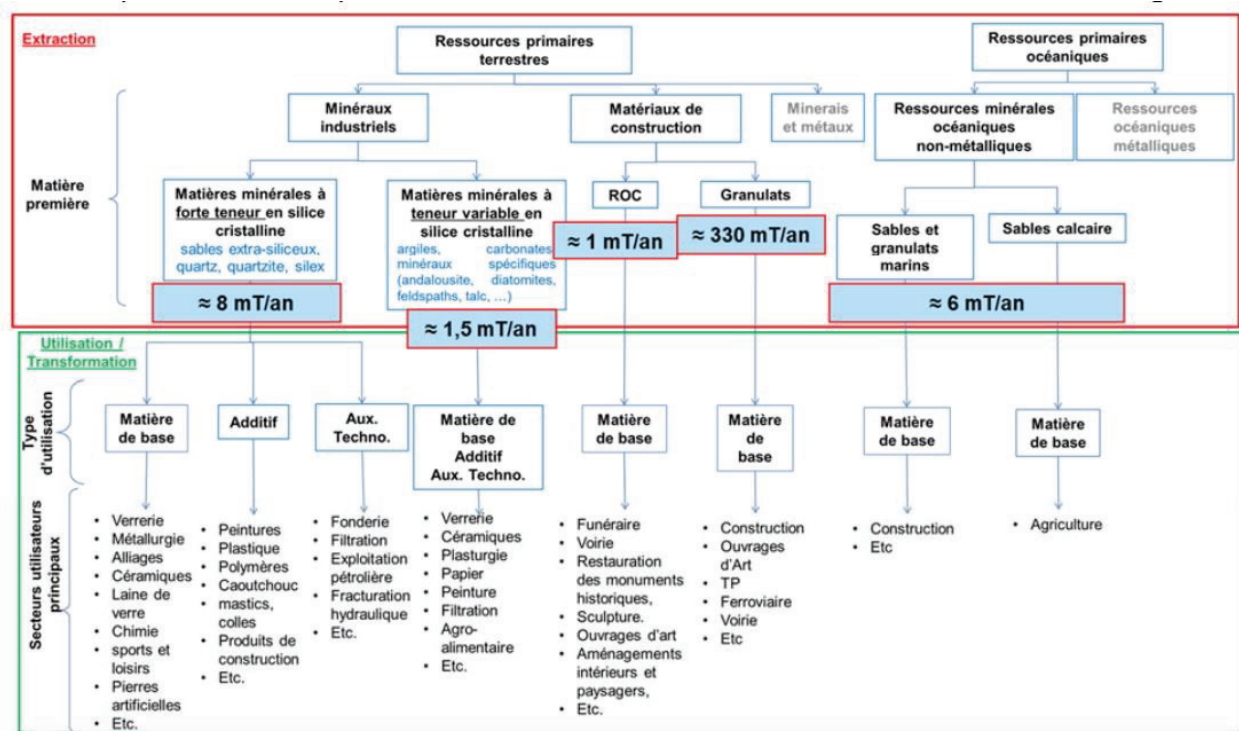 Extraction
Ressources primaires
terrestres
Ressources primaires
océaniques
Minéraux
industriels
Matériaux de
construction
Minerais
et métaux
Ressources minérales
océaniques
non-métalliques
Ressources
océaniques
métalliques
Matière
première
Matières minérales à
forte teneur en silice
cristalline
sables extra-siliceux,
quartz, quartzite, silex
≈ 8 mT/an
Matières minérales à
teneur variable en
silice cristalline
argiles, carbonates,
minéraux spécifiques
(andalousite, diatomites,
feldspaths, talc, …)
≈ 1,5 mT/an
ROC
≈ 1 mT/an
Granulats
≈ 330 mT/an
Sables et
granulats
marins
Sables calcaire
≈ 6 mT/an
Utilisation /
Transformation
Type
d'utilisation
Matière
de base
Additif
Aux.
Techno.
Matière de
base
Additif
Aux. Techno.
Matière
de base
Matière
de
base
Matière
de base
Matière
de base
Secteurs utilisateurs
principaux
• Verrerie
• Métallurgie
• Alliages
• Céramiques
• Laine de
verre
• Chimie
• sports et
loisirs
• Pierres
artificielles
• Etc.
• Peintures
• Plastique
• Polymères
• Caoutchouc
• mastics,
colles
• Produits de
construction
• Etc.
• Fonderie
• Filtration
• Exploitation
pétrolière
• Fracturation
hydraulique
• Etc.
• Verrerie
• Céramiques
• Plasturgie
• Papier
• Peinture
• Filtration
• Agro-
alimentaire
• Etc.
• Funéraire
• Voirie
• Restauration
des monuments
historiques,
• Sculpture.
• Ouvrages d'art
• Aménagements
intérieurs et
paysagers,
• Etc.
• Construction
• Ouvrages
d'Art
• TP
• Ferroviaire
• Voirie
• Etc
• Construction
• Etc
• Agriculture